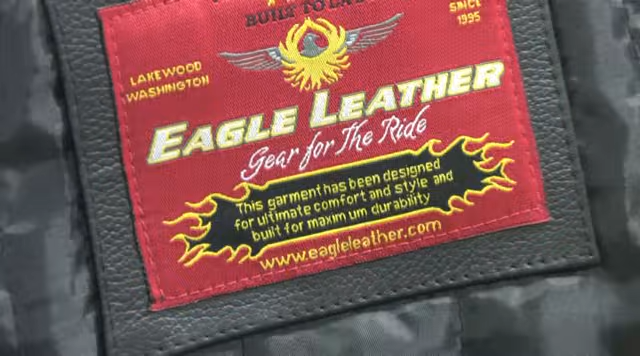 BUILT TO LAST
SINCE
1995
LAKEWOOD
WASHINGTON
EAGLE LEATHER
Gear for The Ride
This garment has been designed
for ultimate comfort and style and
built for maximum durability
www.eagleleather.com